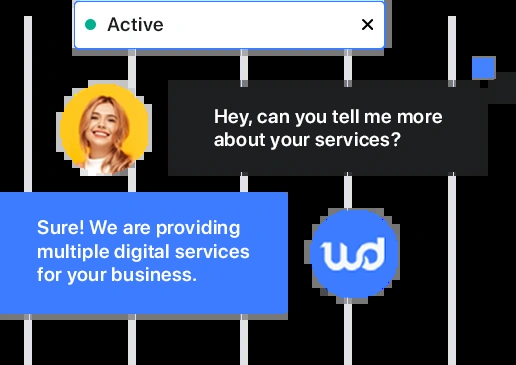 Active
Hey, can you tell me more
about your services?
Sure! We are providing
multiple digital services
for your business.
wd